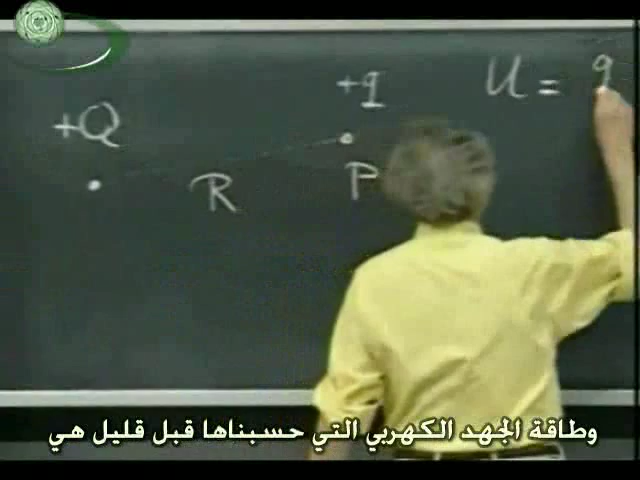 +Q
+q
U = q
R
P
وطاقة الجهد الكهربي التي حسبناها قبل قليل هي